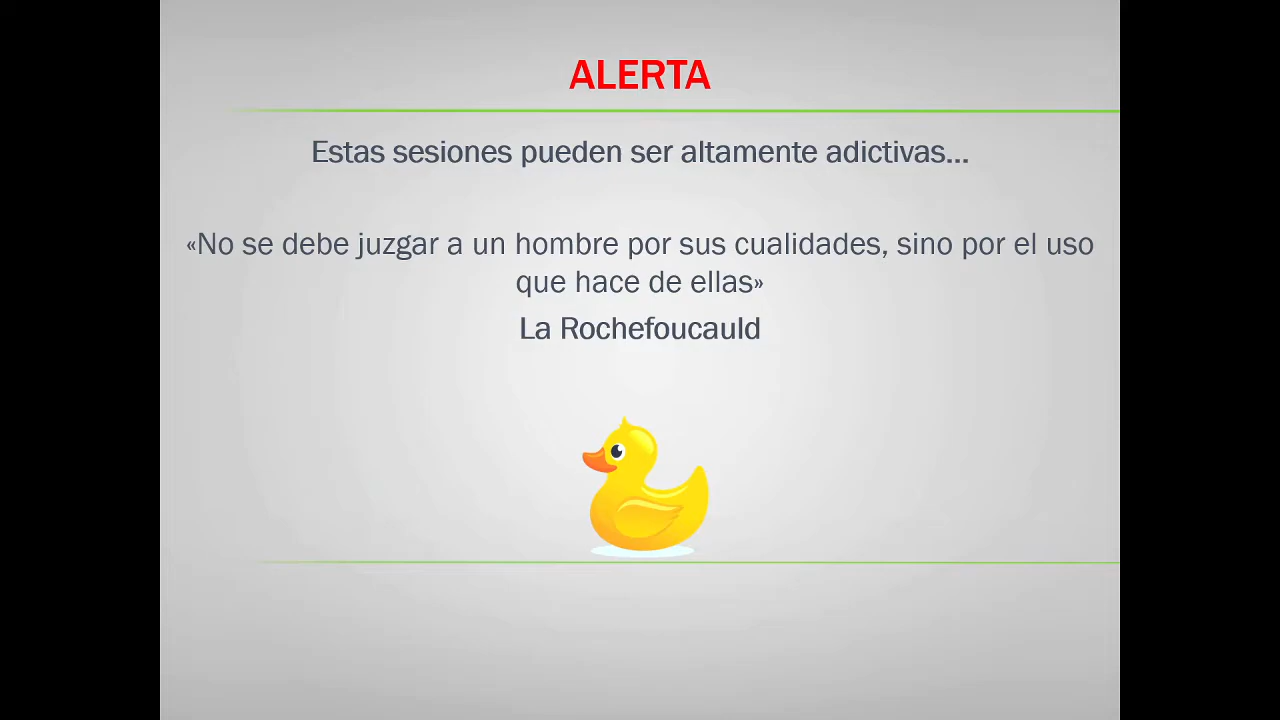 ALERTA
Estas sesiones pueden ser altamente adictivas...
«No se debe juzgar a un hombre por sus cualidades, sino por el uso
que hace de ellas»
La Rochefoucauld